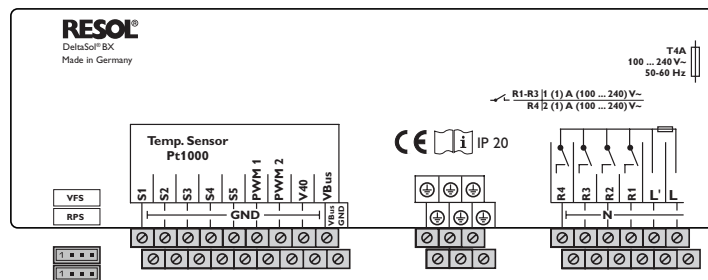 RESOL®
DeltaSol® BX
Made in Germany
T4A
100 ... 240 V~
50-60 Hz
R1-R3 1 (1) A (100 ... 240) V~
R4 2 (1) A (100 ... 240) V~
Temp. Sensor
Pt1000
CE i IP 20
VFS
RPS
S1 S2 S3 S4 S5 PWM 1 PWM 2 V40 VBus
GND
VBus
GND
R4 R3 R2 R1 L' L
N
1
1